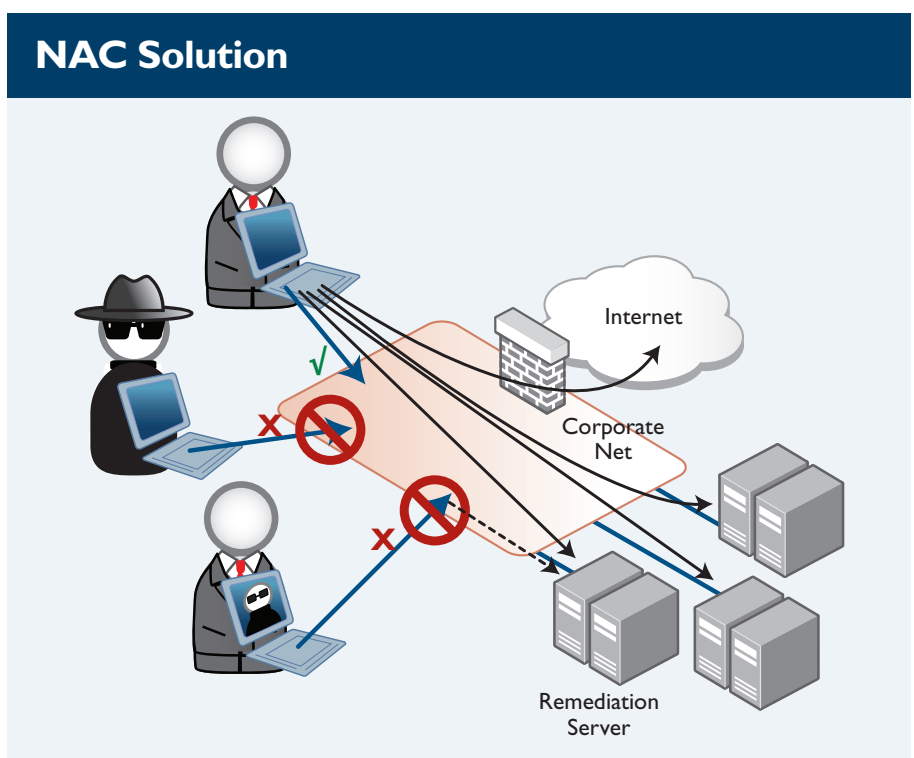 NAC Solution
Internet
√
X
Corporate
Net
X
Remediation
Server